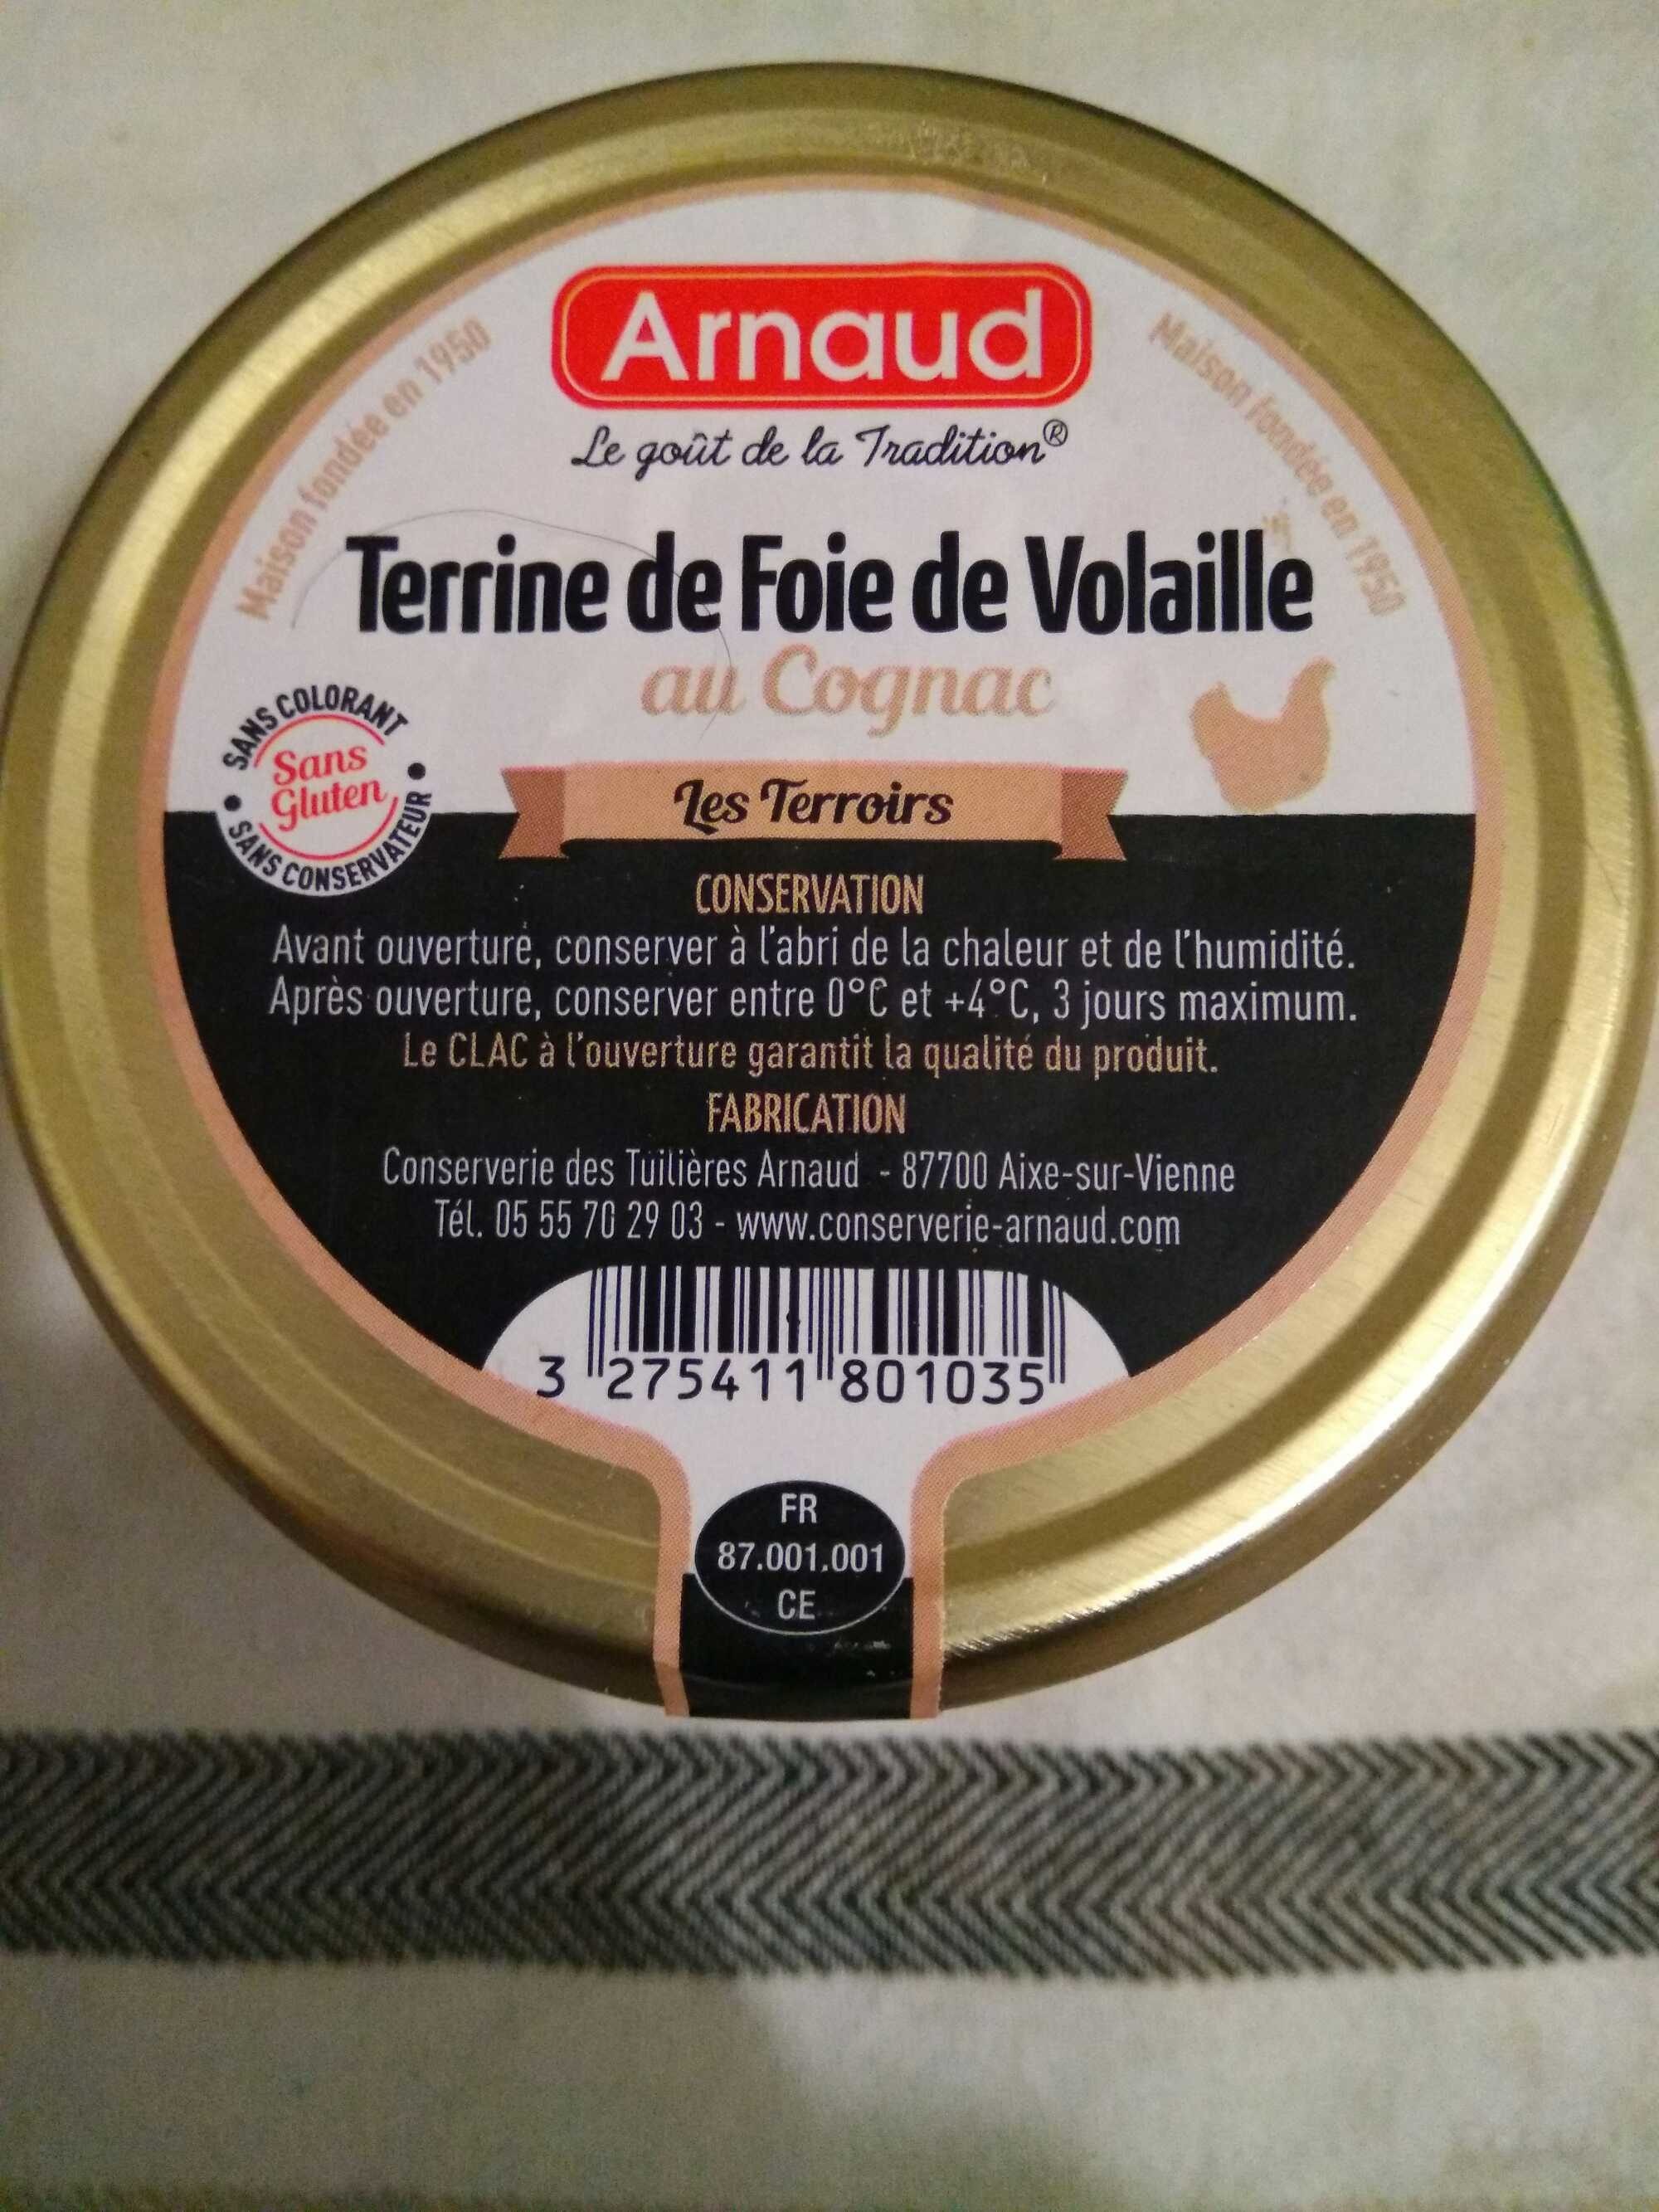 Arnaud
Le goût de la Tradition®
Maison fondée en 1950
Maison fondée en 1950
Terrine de Foie de Volaille
au Cognac
SANS COLORANT
Sans
Gluten
SANS CONSERVATEUR
Les Terroirs
CONSERVATION
Avant ouverture, conserver à l'abri de la chaleur et de l'humidité.
Après ouverture, conserver entre 0°C et +4°C, 3 jours maximum.
Le CLAC à l'ouverture garantit la qualité du produit.
FABRICATION
Conserverie des Tuilières Arnaud - 87700 Aixe-sur-Vienne
Tél. 05 55 70 29 03 - www.conserverie-arnaud.com
3 275411 801035
FR
87.001.001
CE